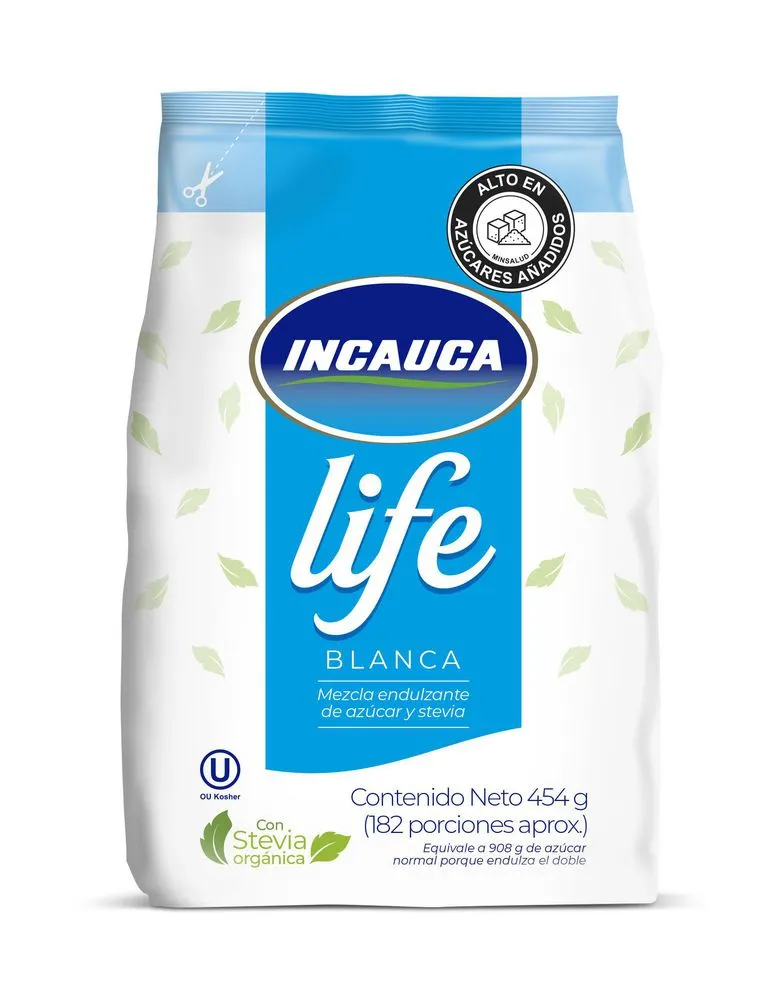 ALTO EN
AZÚCARES AÑADIDOS
MINSALUD
INCAUCA
life
BLANCA
Mezcla endulzante
de azúcar y stevia
U
OU Kosher
Con
Stevia
orgánica
Contenido Neto 454 g
(182 porciones aprox.)
Equivale a 908 g de azúcar
normal porque endulza el doble